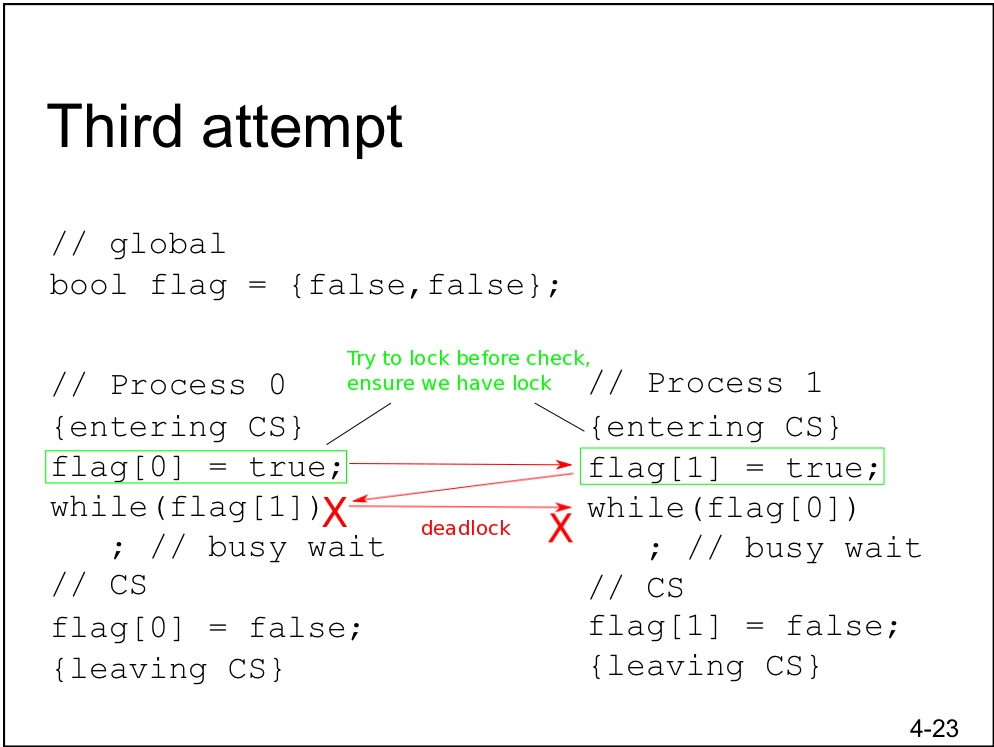 Third attempt
// global
bool flag = {false,false};
Try to lock before check,
ensure we have lock
// Process 0
{entering CS}
flag[0] = true;
while(flag[1])X
; // busy wait
// CS
flag[0] = false;
{leaving CS}
deadlock
// Process 1
{entering CS}
flag[1] = true;
X while(flag[0])
; // busy wait
// CS
flag[1] = false;
{leaving CS}
4-23